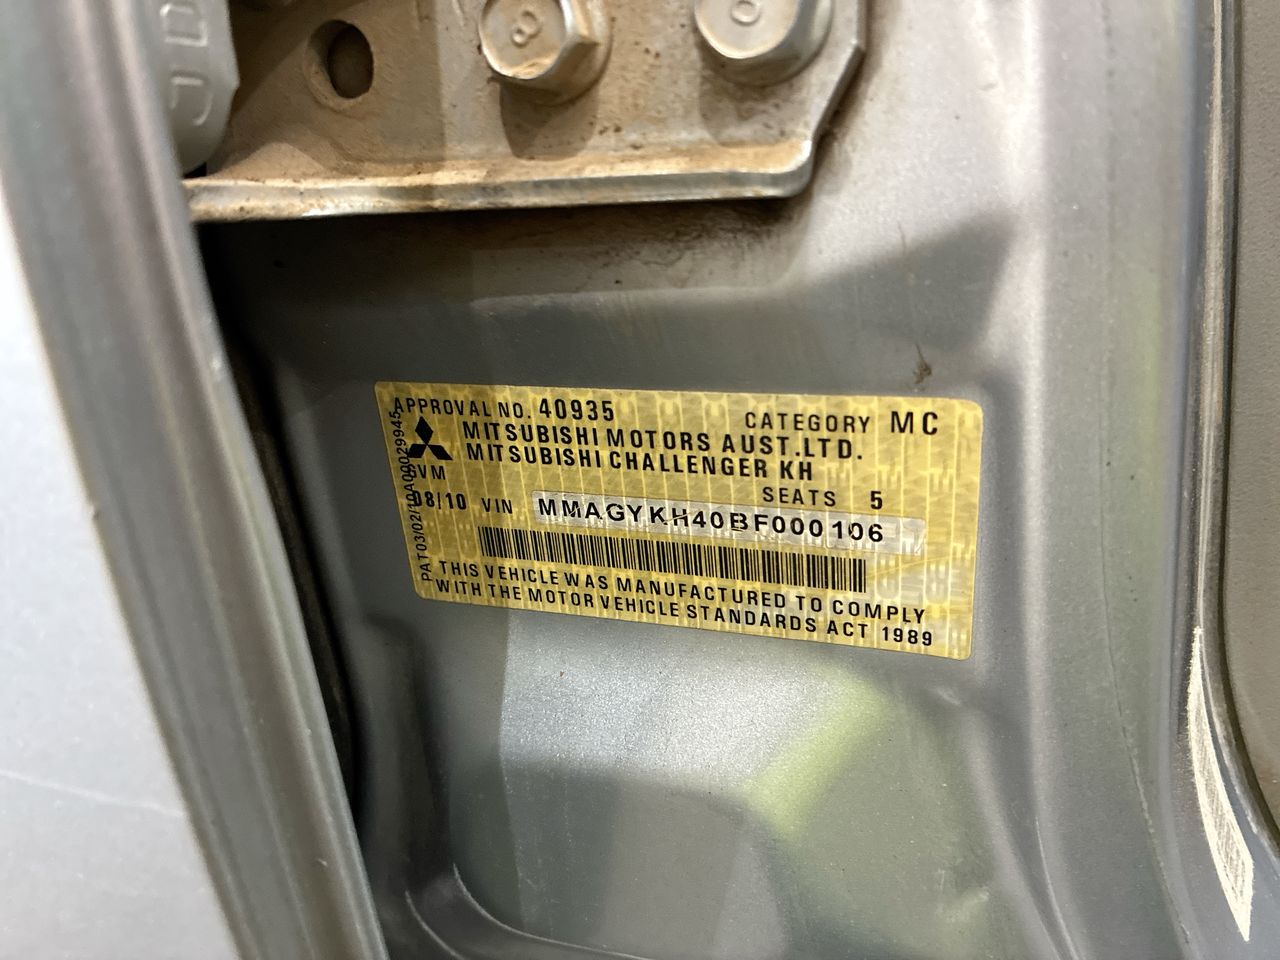 APPROVAL NO. 40935 CATEGORY MC
MITSUBISHI MOTORS AUST.LTD.
MITSUBISHI CHALLENGER KH
SEATS 5
08/10 VIN MMAGYKH40BF000106
THIS VEHICLE WAS MANUFACTURED TO COMPLY
WITH THE MOTOR VEHICLE STANDARDS ACT 1989